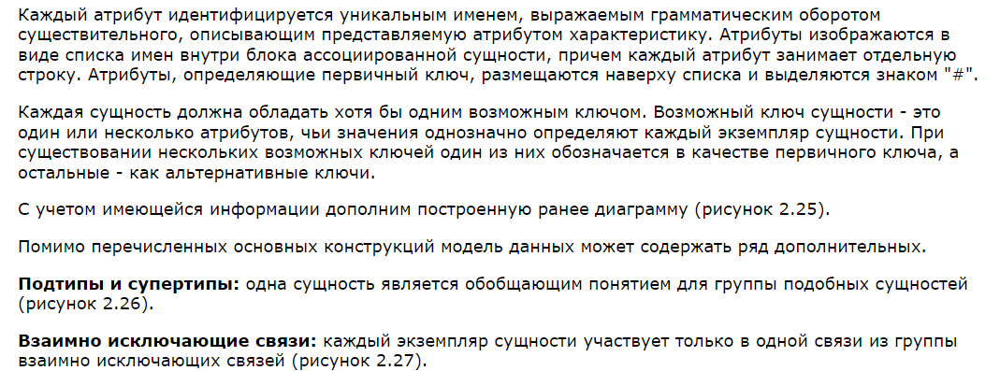 Каждый атрибут идентифицируется уникальным именем, выражаемым грамматическим оборотом
существительного, описывающим представляемую атрибутом характеристику. Атрибуты изображаются в
виде списка имен внутри блока ассоциированной сущности, причем каждый атрибут занимает отдельную
строку. Атрибуты, определяющие первичный ключ, размещаются наверху списка и выделяются знаком "#".
Каждая сущность должна обладать хотя бы одним возможным ключом. Возможный ключ сущности - это
один или несколько атрибутов, чьи значения однозначно определяют каждый экземпляр сущности. При
существовании нескольких возможных ключей один из них обозначается в качестве первичного ключа, а
остальные - как альтернативные ключи.
С учетом имеющейся информации дополним построенную ранее диаграмму (рисунок 2.25).
Помимо перечисленных основных конструкций модель данных может содержать ряд дополнительных.
Подтипы и супертипы: одна сущность является обобщающим понятием для группы подобных сущностей
(рисунок 2.26).
Взаимно исключающие связи: каждый экземпляр сущности участвует только в одной связи из группы
взаимно исключающих связей (рисунок 2.27).